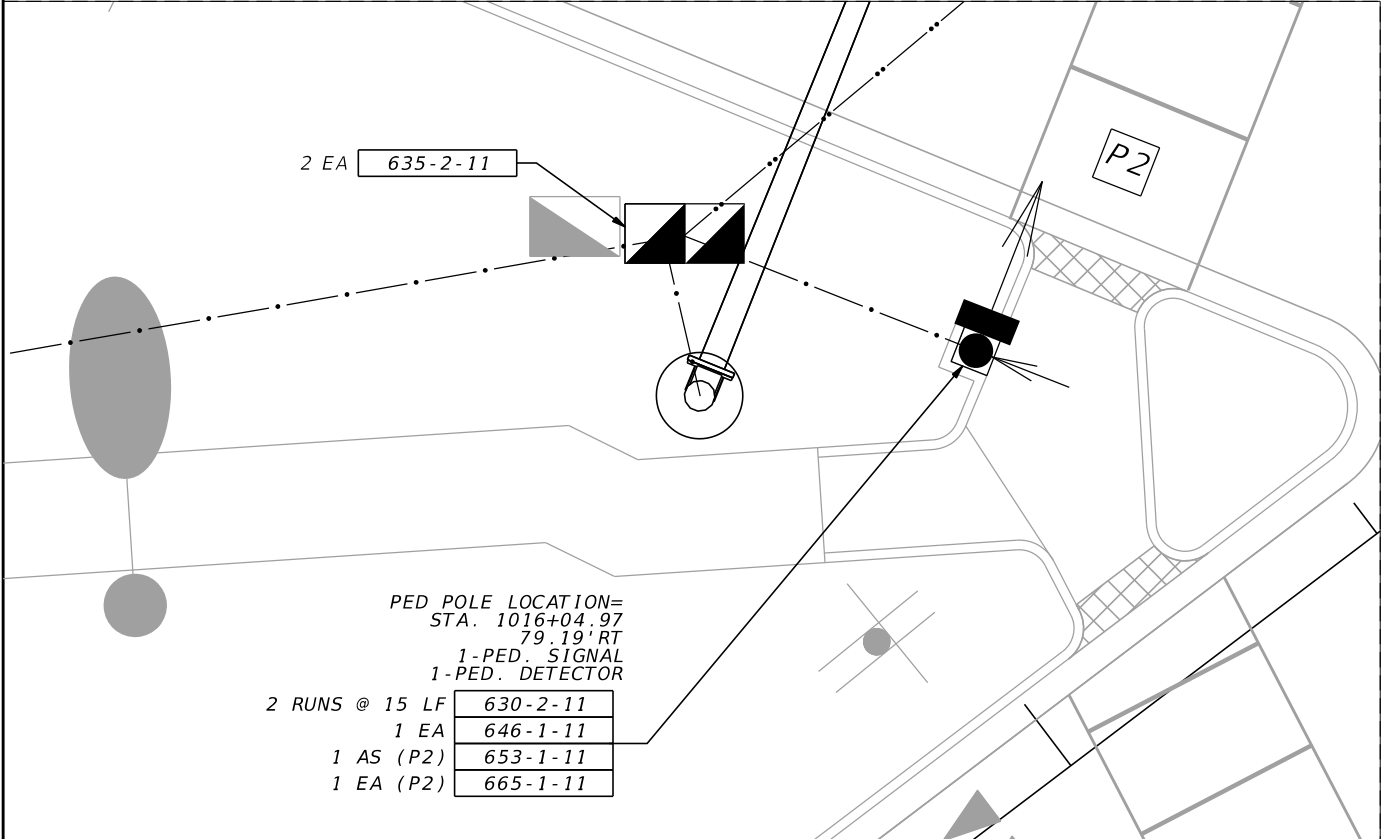 P2
2 EA 635-2-11
PED POLE LOCATION=
STA. 1016+04.97
79.19'RT
1-PED. SIGNAL
1-PED. DETECTOR
2 RUNS @ 15 LF 630-2-11
1 EA 646-1-11
1 AS (P2) 653-1-11
1 EA (P2) 665-1-11